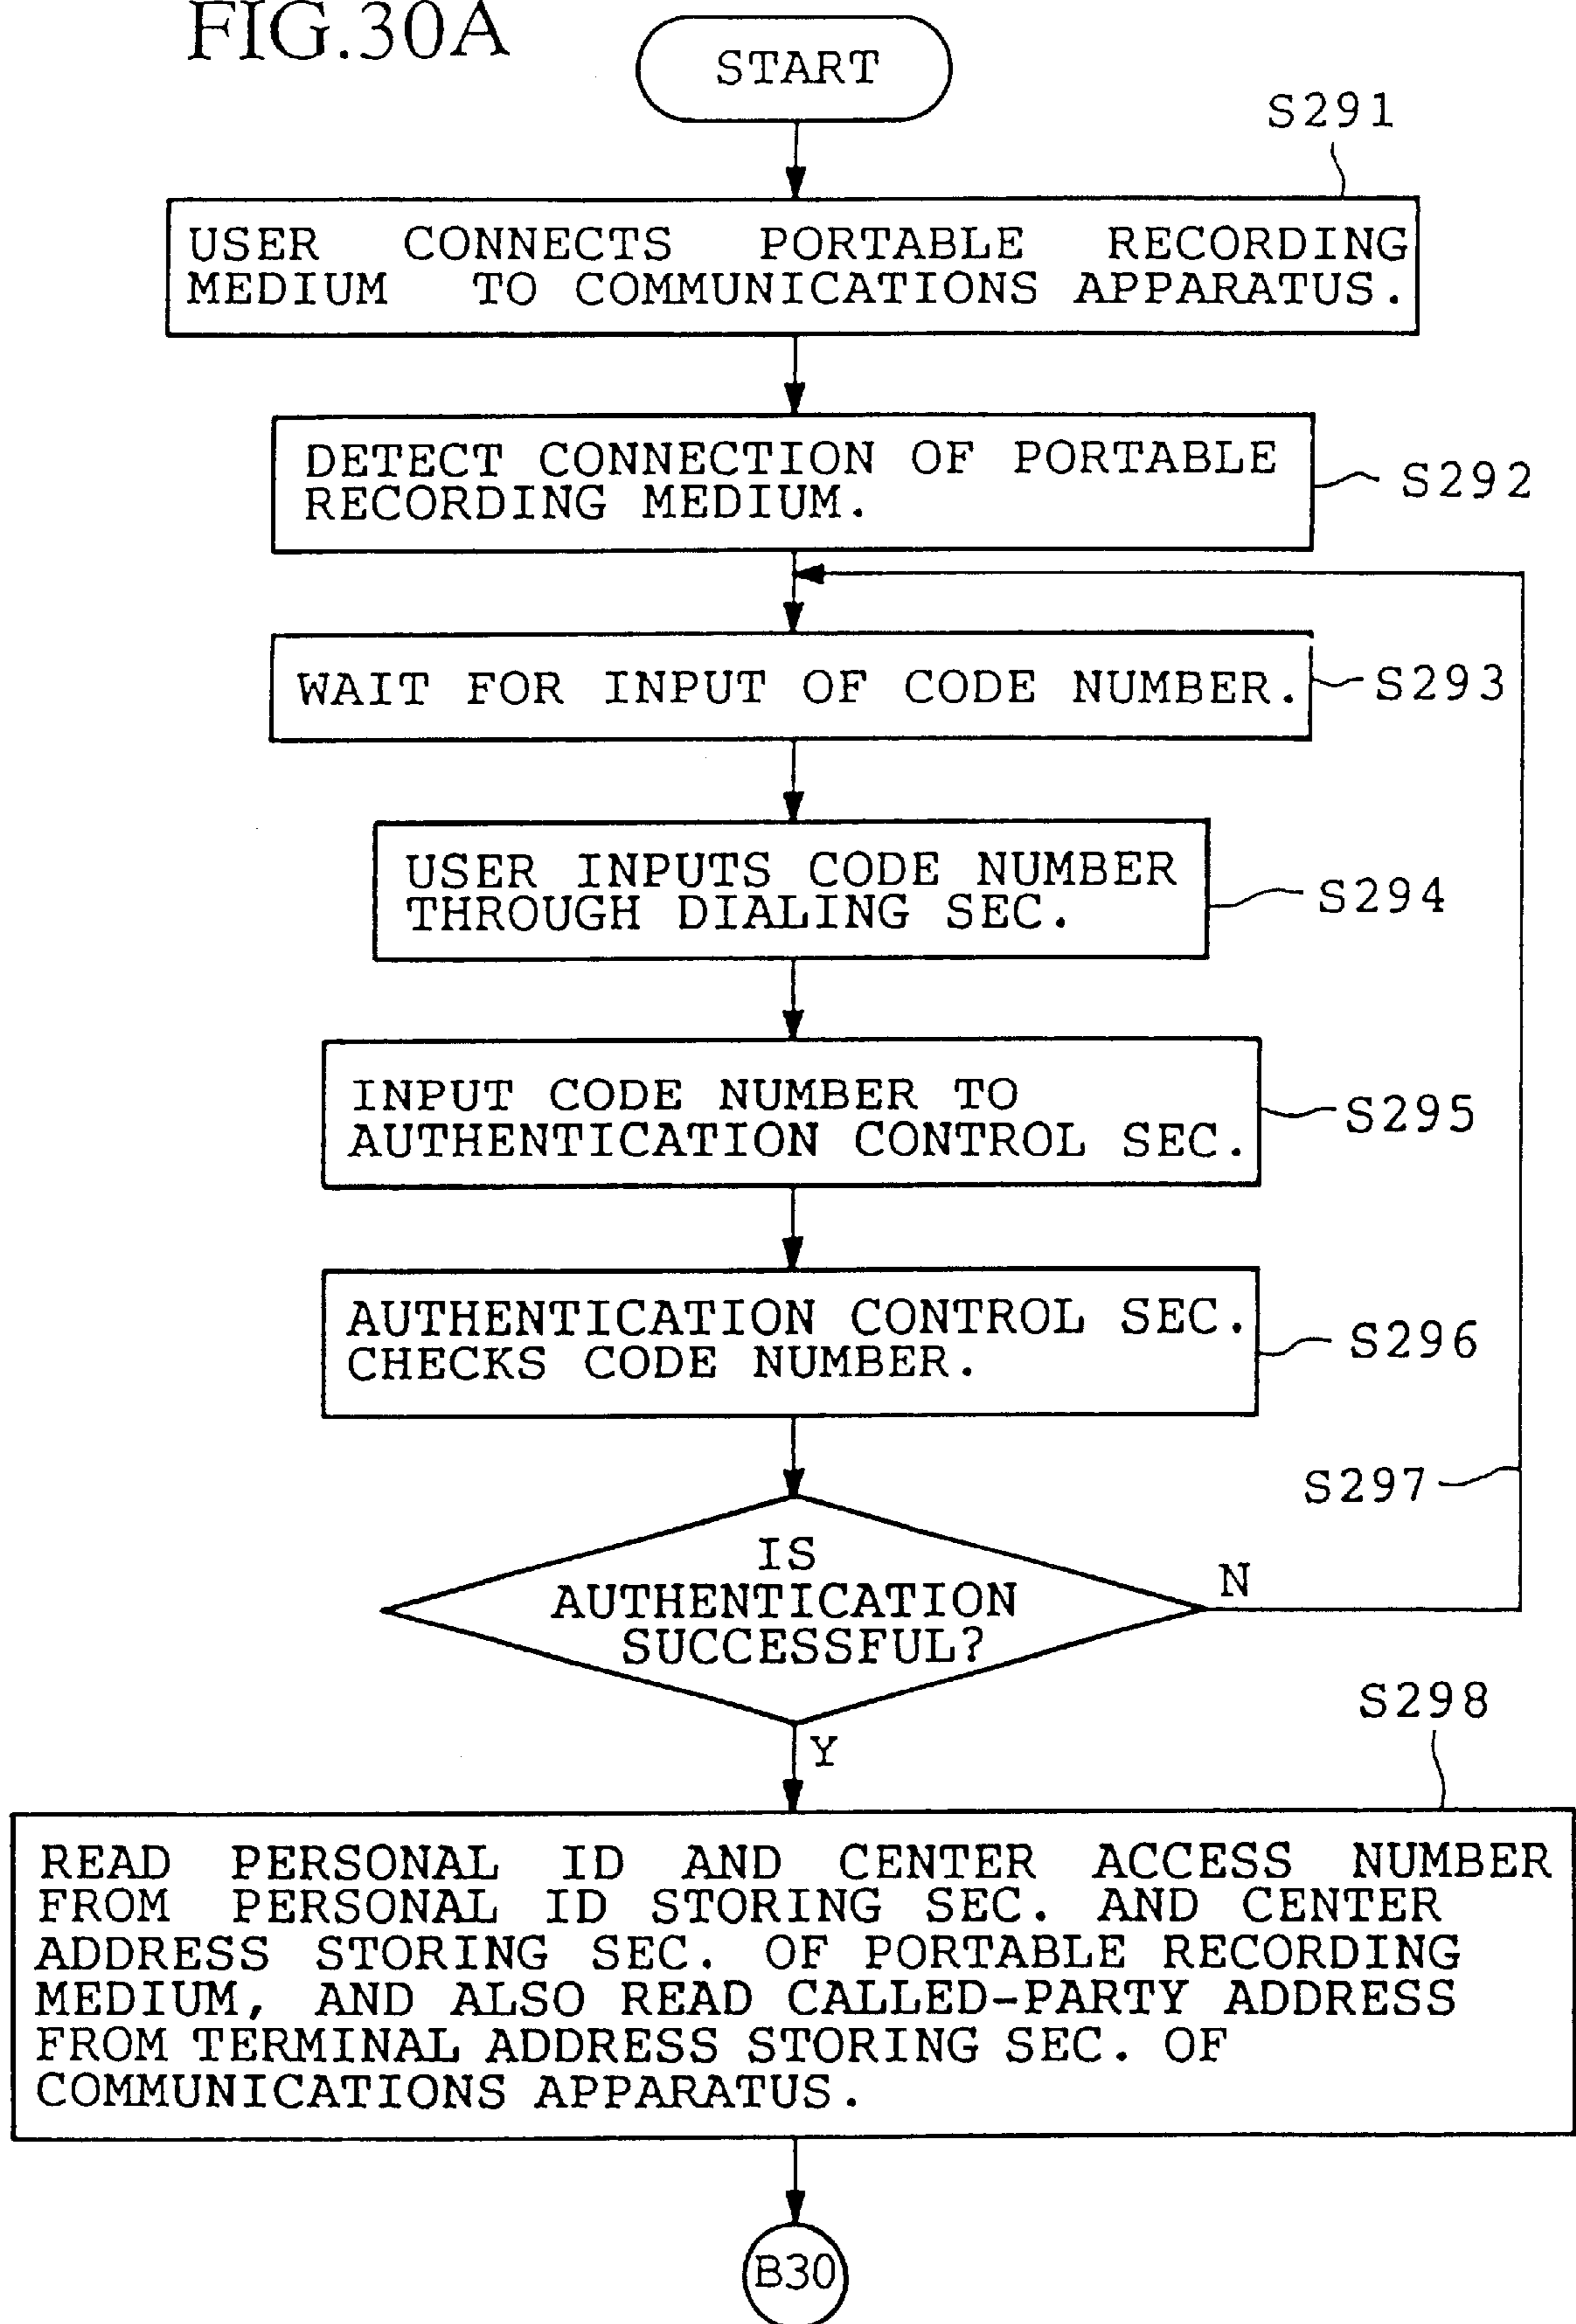 FIG.30A
START
S291
USER CONNECTS PORTABLE RECORDING
MEDIUM TO COMMUNICATIONS APPARATUS.
DETECT CONNECTION OF PORTABLE
RECORDING MEDIUM.
S292
WAIT FOR INPUT OF CODE NUMBER.
S293
USER INPUTS CODE NUMBER
THROUGH DIALING SEC.
S294
INPUT CODE NUMBER TO
AUTHENTICATION CONTROL SEC.
S295
AUTHENTICATION CONTROL SEC.
CHECKS CODE NUMBER.
S296
S297
IS
AUTHENTICATION
SUCCESSFUL?
N
Y
S298
READ PERSONAL ID AND CENTER ACCESS NUMBER
FROM PERSONAL ID STORING SEC. AND CENTER
ADDRESS STORING SEC. OF PORTABLE RECORDING
MEDIUM, AND ALSO READ CALLED-PARTY ADDRESS
FROM TERMINAL ADDRESS STORING SEC. OF
COMMUNICATIONS APPARATUS.
B30